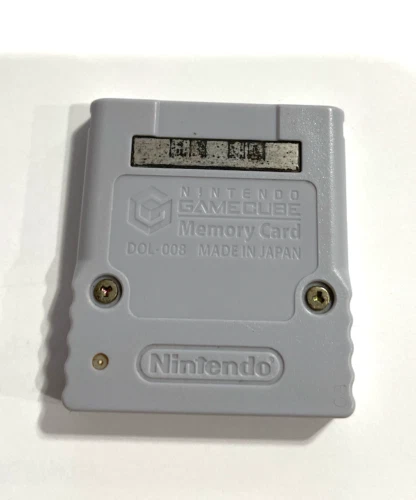 NINTENDO
GAMECUBE
Memory Card
DOL-008 MADE IN JAPAN
Nintendo